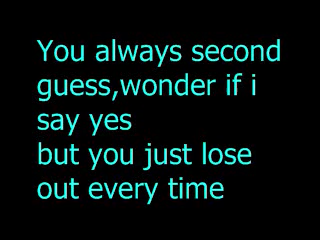 You always second
guess,wonder if i
say yes
but you just lose
out every time